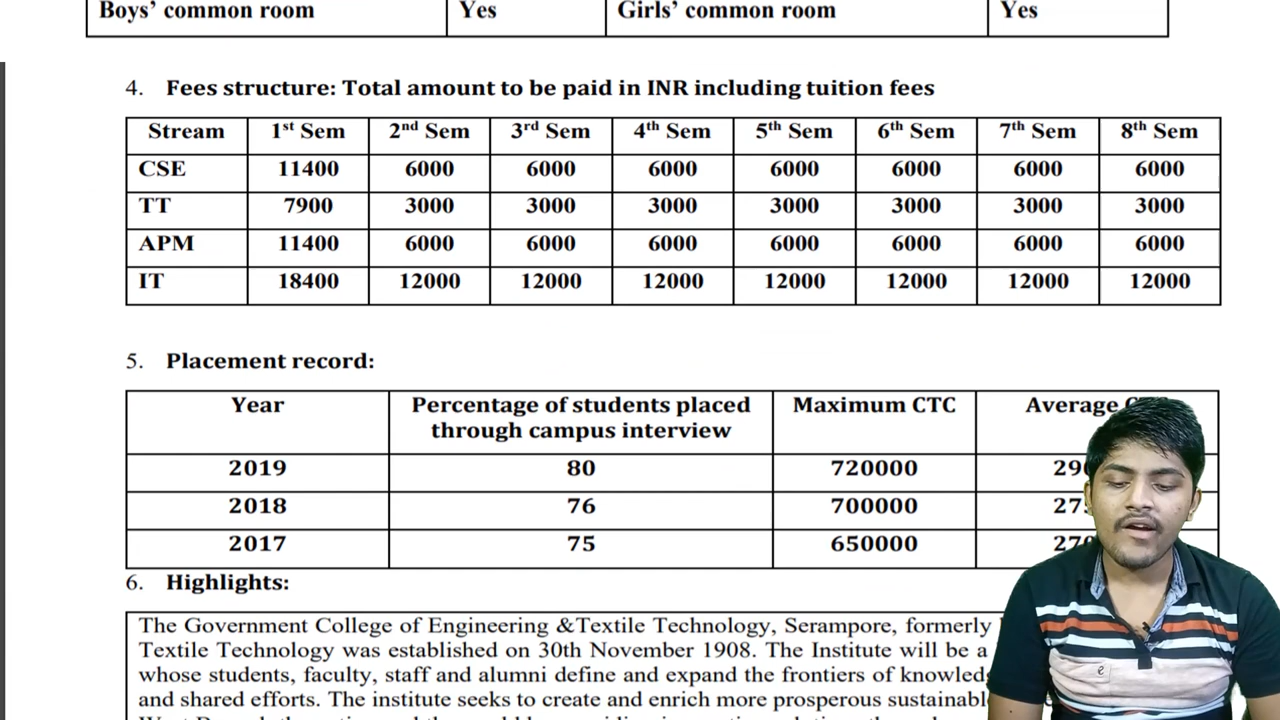 Boys’ common room Yes Girls’ common room Yes
4. Fees structure: Total amount to be paid in INR including tuition fees
Stream 1st Sem 2nd Sem 3rd Sem 4th Sem 5th Sem 6th Sem 7th Sem 8th Sem
CSE 11400 6000 6000 6000 6000 6000 6000 6000
TT 7900 3000 3000 3000 3000 3000 3000 3000
APM 11400 6000 6000 6000 6000 6000 6000 6000
IT 18400 12000 12000 12000 12000 12000 12000 12000
5. Placement record:
Year Percentage of students placed Maximum CTC Average
through campus interview
2019 80 720000
2018 76 700000
2017 75 650000
6. Highlights:
The Government College of Engineering &Textile Technology, Serampore, formerly
Textile Technology was established on 30th November 1908. The Institute will be a
whose students, faculty, staff and alumni define and expand the frontiers of
and shared efforts. The institute seeks to create and enrich more prosperous